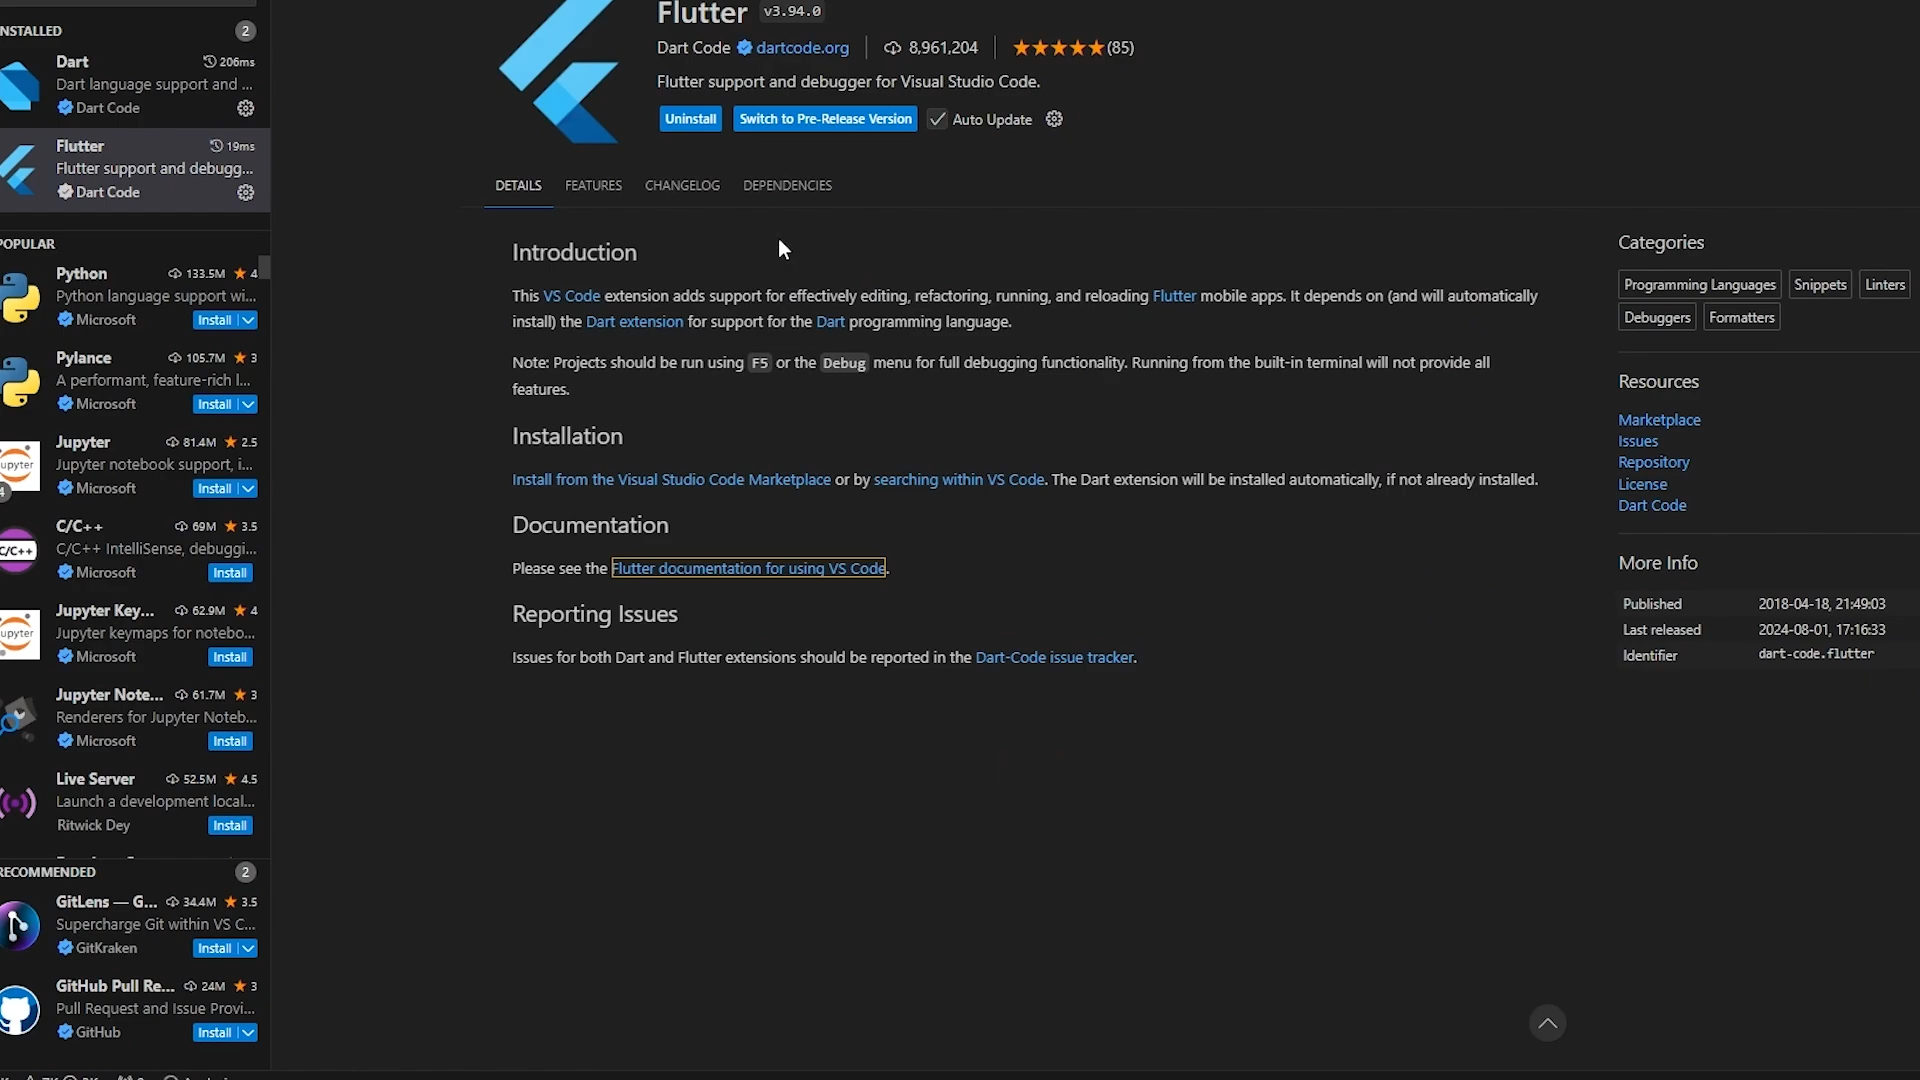 INSTALLED
2
Dart 206ms
Dart language support and ...
Dart Code
Flutter 19ms
Flutter support and debugg...
Dart Code
POPULAR
Python 133.5M 4
Python language support wi...
Microsoft Install
Pylance 105.7M 3
A performant, feature-rich l...
Microsoft Install
Jupyter 81.4M 2.5
Jupyter notebook support, i...
Microsoft Install
C/C++ 69M 3.5
C/C++ IntelliSense, debuggi...
Microsoft Install
Jupyter Key... 62.9M 4
Jupyter keymaps for notebo...
Microsoft Install
Jupyter Note... 61.7M 3
Renderers for Jupyter Noteb...
Microsoft Install
Live Server 52.5M 4.5
Launch a development local...
Ritwick Dey Install
RECOMMENDED
2
GitLens — G... 34.4M 3.5
Supercharge Git within VS C...
GitKraken Install
GitHub Pull Re... 24M 3
Pull Request and Issue Provi...
GitHub Install
Flutter v3.94.0
Dart Code dartcode.org 8,961,204 (85)
Flutter support and debugger for Visual Studio Code.
Uninstall Switch to Pre-Release Version Auto Update
DETAILS FEATURES CHANGELOG DEPENDENCIES
Introduction
This VS Code extension adds support for effectively editing, refactoring, running, and reloading Flutter mobile apps. It depends on (and will automatically
install) the Dart extension for support for the Dart programming language.
Note: Projects should be run using F5 or the Debug menu for full debugging functionality. Running from the built-in terminal will not provide all
features.
Installation
Install from the Visual Studio Code Marketplace or by searching within VS Code. The Dart extension will be installed automatically, if not already installed.
Documentation
Please see the Flutter documentation for using VS Code.
Reporting Issues
Issues for both Dart and Flutter extensions should be reported in the Dart-Code issue tracker.
Categories
Programming Languages Snippets Linters
Debuggers Formatters
Resources
Marketplace
Issues
Repository
License
Dart Code
More Info
Published 2018-04-18, 21:49:03
Last released 2024-08-01, 17:16:33
Identifier dart-code.flutter